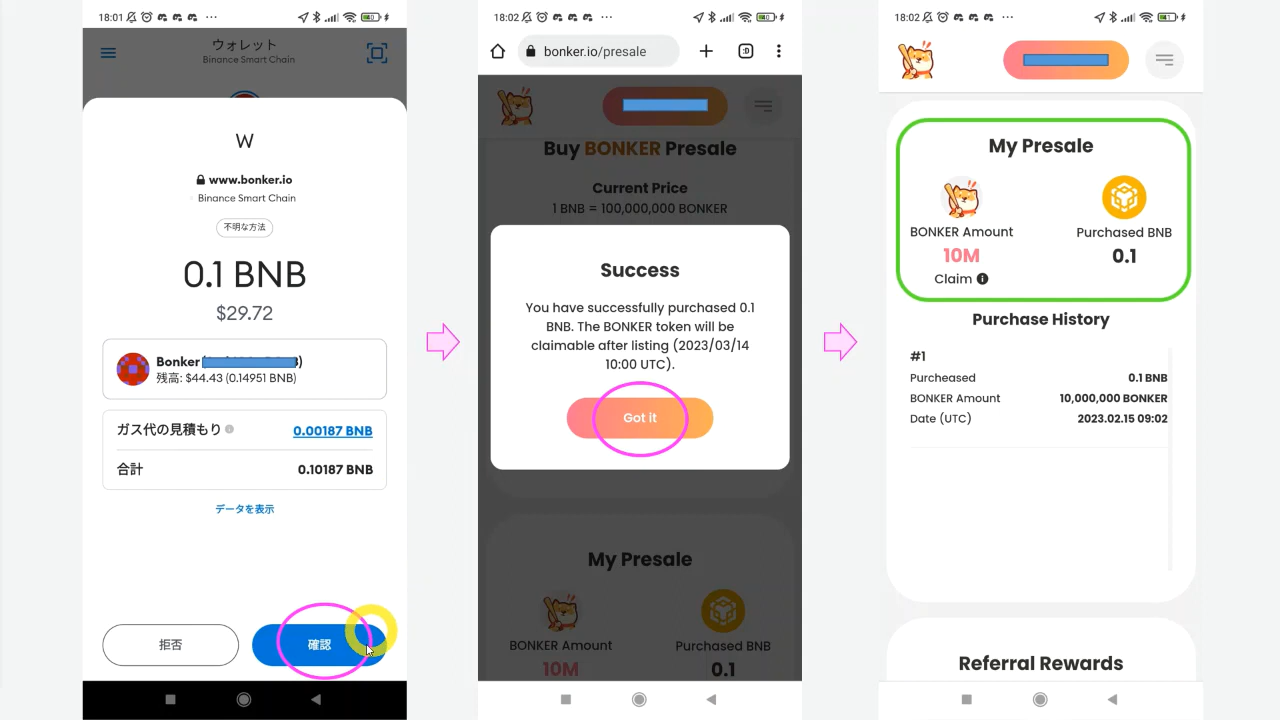 18:01
40
ウォレット
Binance Smart Chain
W
www.bonker.io
Binance Smart Chain
不明な方法
0.1 BNB
$29.72
Bonker (
)
残高: $44.43 (0.14951 BNB)
ガス代の見積もり
0.00187 BNB
合計
0.10187 BNB
データを表示
拒否
確認
18:02
40
bonker.io/presale
:D
Buy BONKER Presale
Current Price
1 BNB = 100,000,000 BONKER
Success
You have successfully purchased 0.1
BNB. The BONKER token will be
claimable after listing (2023/03/14
10:00 UTC).
Got it
My Presale
BONKER Amount
Purchased BNB
10M
0.1
18:02
My Presale
BONKER Amount
Purchased BNB
10M
0.1
Claim
Purchase History
#1
Purcheased
0.1 BNB
BONKER Amount
10,000,000 BONKER
Date (UTC)
2023.02.15 09:02
Referral Rewards